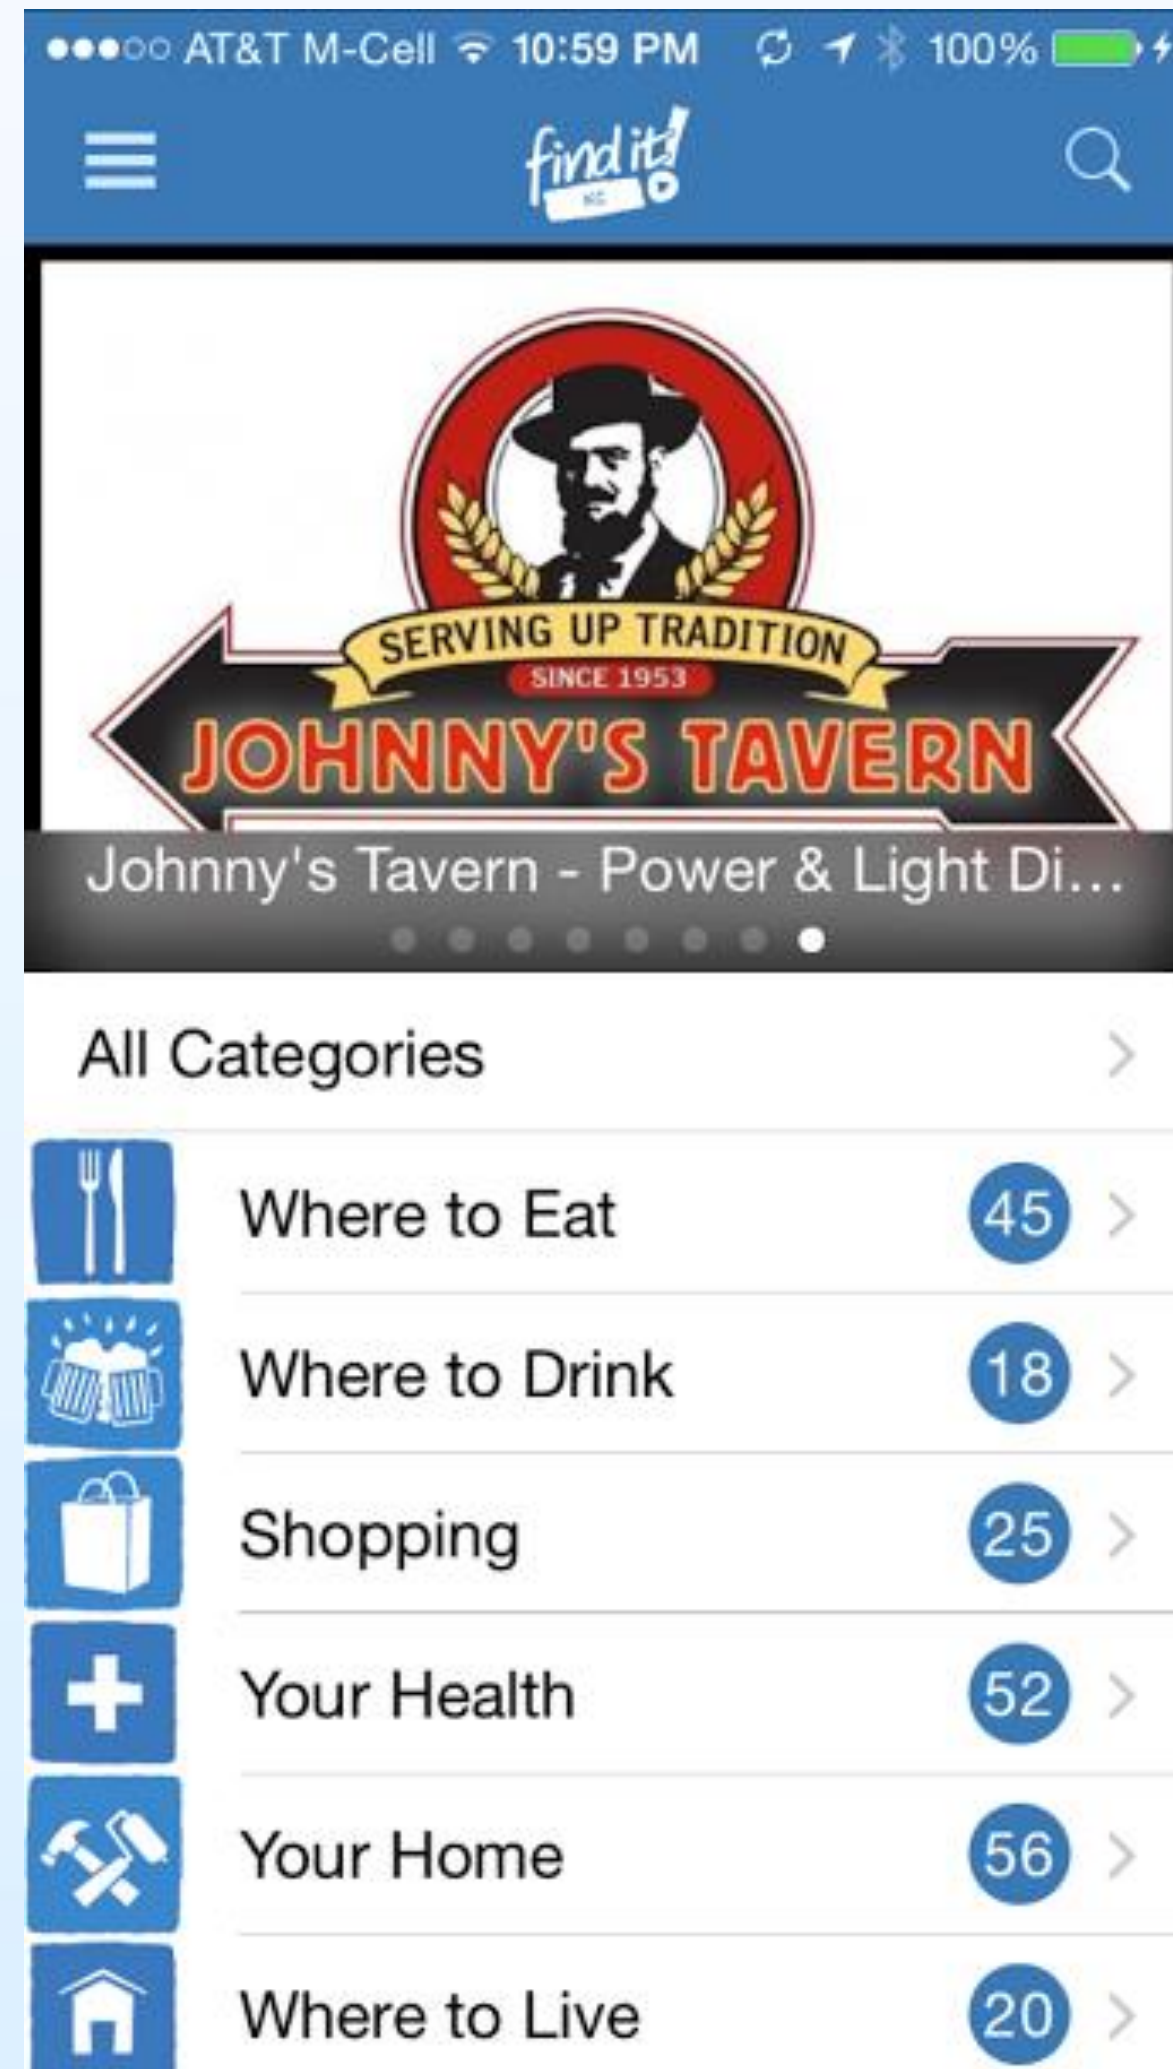 AT&T M-Cell 10:59 PM 100%
find it!
KC
SERVING UP TRADITION
SINCE 1953
JOHNNY'S TAVERN
Johnny's Tavern - Power & Light Di...
All Categories
Where to Eat 45
Where to Drink 18
Shopping 25
Your Health 52
Your Home 56
Where to Live 20